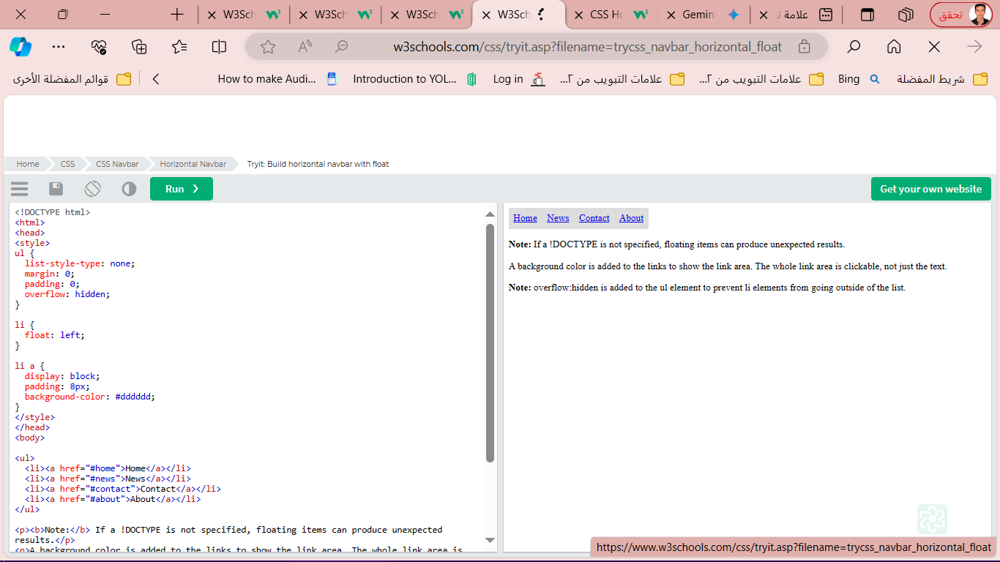 W3Sch
W3Sch
W3Sch
W3Sch
CSS Ho
Gemin
علامة ت
تحقق
w3schools.com/css/tryit.asp?filename=trycss_navbar_horizontal_float
قوائم المفضلة الأخرى
How to make Audi...
Introduction to YOL...
Log in
علامات التبويب من ٢...
علامات التبويب من ٢...
Bing
شريط المفضلة
Home
CSS
CSS Navbar
Horizontal Navbar
Tryit: Build horizontal navbar with float
Run ❯
Get your own website
<!DOCTYPE html>
<html>
<head>
<style>
ul {
  list-style-type: none;
  margin: 0;
  padding: 0;
  overflow: hidden;
}

li {
  float: left;
}

li a {
  display: block;
  padding: 8px;
  background-color: #dddddd;
}
</style>
</head>
<body>

<ul>
  <li><a href="#home">Home</a></li>
  <li><a href="#news">News</a></li>
  <li><a href="#contact">Contact</a></li>
  <li><a href="#about">About</a></li>
</ul>

<p><b>Note:</b> If a !DOCTYPE is not specified, floating items can produce unexpected
results.</p>
<p>A background color is added to the links to show the link area. The whole link area is
Home News Contact About
Note: If a !DOCTYPE is not specified, floating items can produce unexpected results.
A background color is added to the links to show the link area. The whole link area is clickable, not just the text.
Note: overflow:hidden is added to the ul element to prevent li elements from going outside of the list.
https://www.w3schools.com/css/tryit.asp?filename=trycss_navbar_horizontal_float